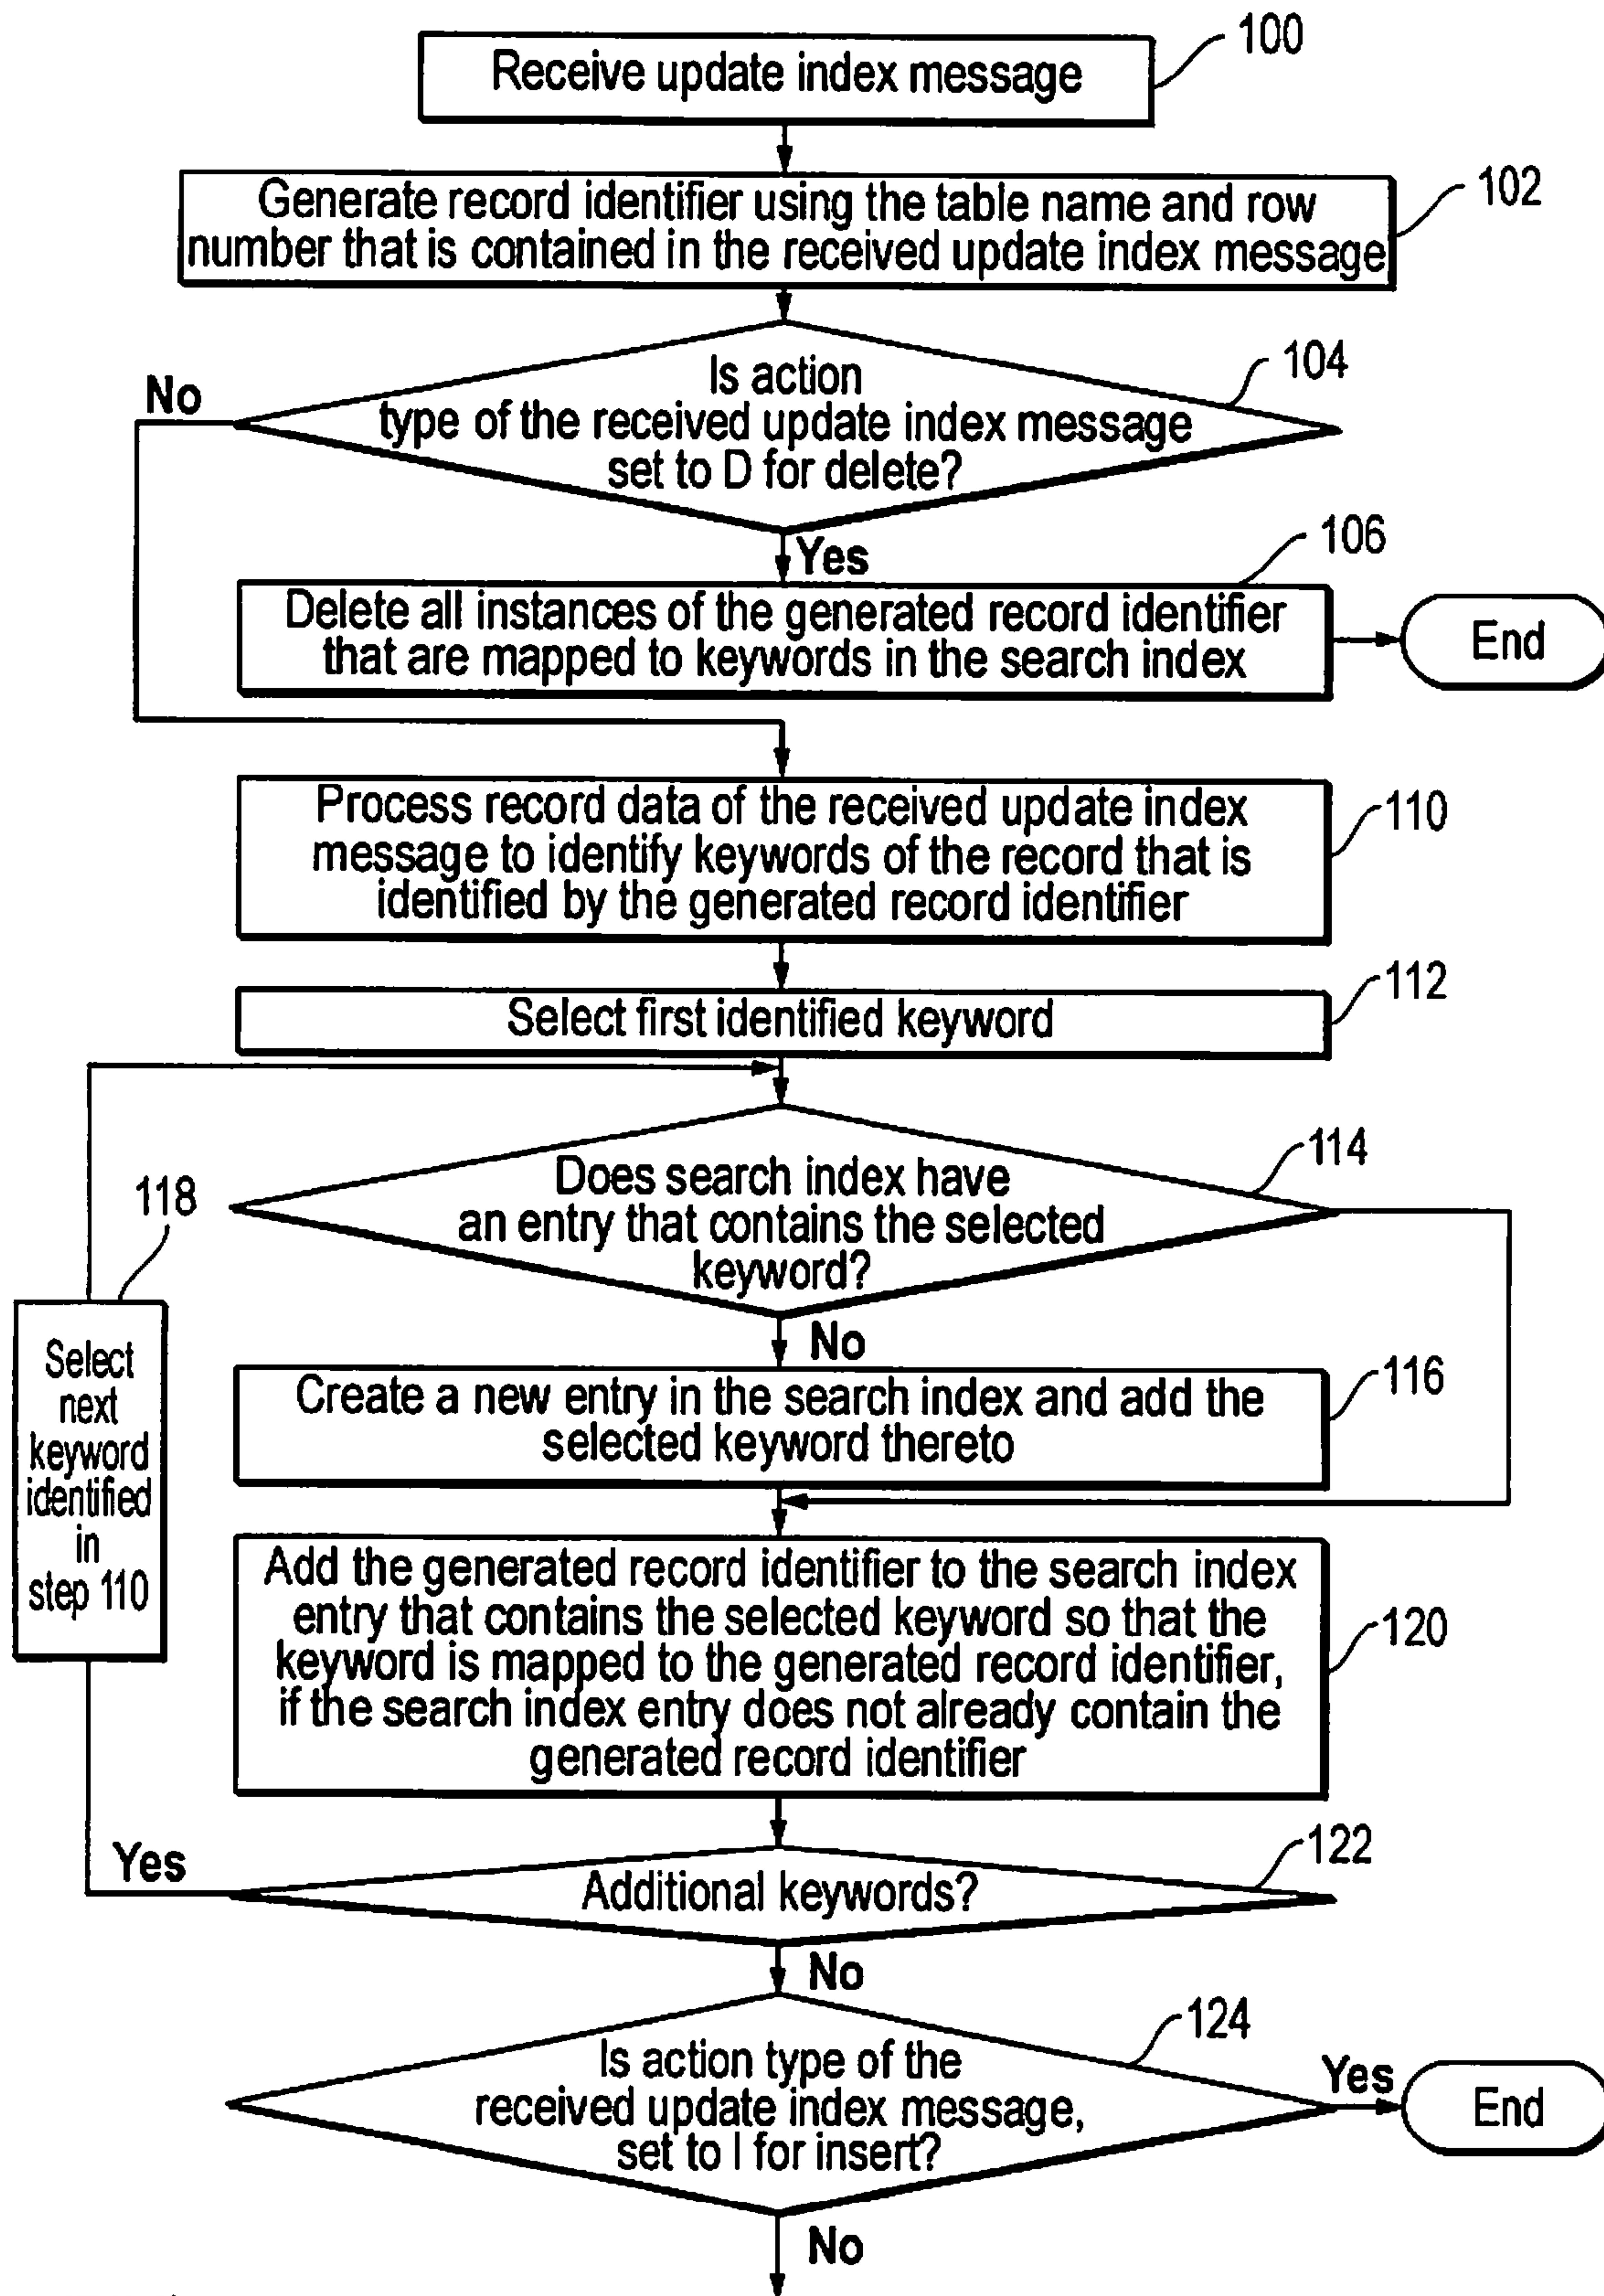 100
Receive update index message
102
Generate record identifier using the table name and row
number that is contained in the received update index message
104
Is action
type of the received update index message
set to D for delete?
No
Yes
106
Delete all instances of the generated record identifier
that are mapped to keywords in the search index
End
110
Process record data of the received update index
message to identify keywords of the record that is
identified by the generated record identifier
112
Select first identified keyword
114
Does search index have
an entry that contains the selected
keyword?
118
Select
next
keyword
identified
in
step 110
No
116
Create a new entry in the search index and add the
selected keyword thereto
120
Add the generated record identifier to the search index
entry that contains the selected keyword so that the
keyword is mapped to the generated record identifier,
if the search index entry does not already contain the
generated record identifier
122
Yes
Additional keywords?
No
124
Is action type of the
received update index message,
set to I for insert?
Yes
End
No